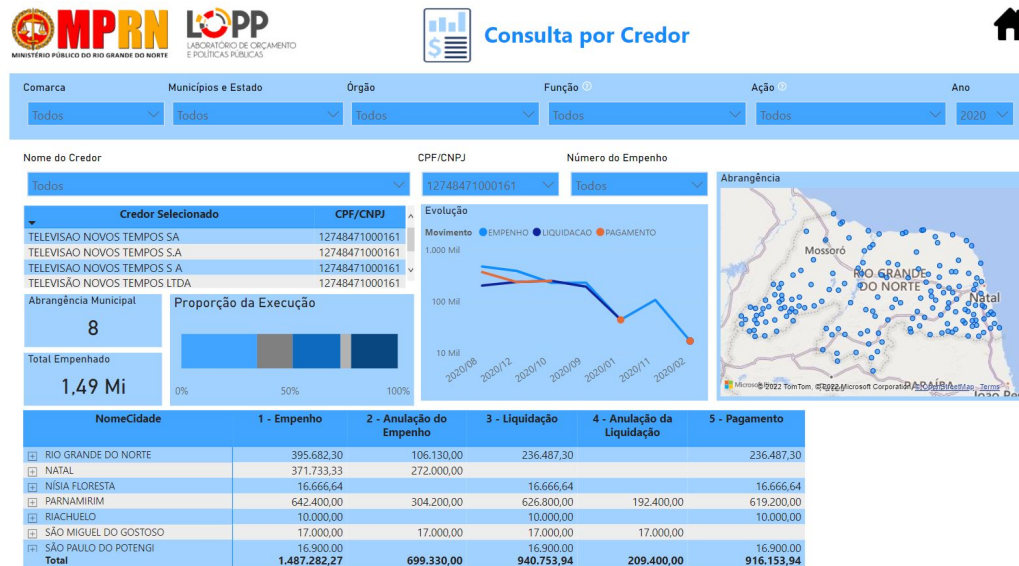 MPRN
MINISTÉRIO PÚBLICO DO RIO GRANDE DO NORTE
LOPP
LABORATÓRIO DE ORÇAMENTO
E POLÍTICAS PÚBLICAS
Consulta por Credor
Comarca Municípios e Estado Órgão Função Ação Ano
Todos Todos Todos Todos Todos 2020
Nome do Credor CPF/CNPJ Número do Empenho
Todos 12748471000161 Todos
Credor Selecionado CPF/CNPJ
TELEVISAO NOVOS TEMPOS SA 12748471000161
TELEVISAO NOVOS TEMPOS S.A 12748471000161
TELEVISAO NOVOS TEMPOS S A 12748471000161
TELEVISÃO NOVOS TEMPOS LTDA 12748471000161
Evolução
Movimento EMPENHO LIQUIDACAO PAGAMENTO
1.000 Mil
100 Mil
10 Mil
2020/08 2020/12 2020/10 2020/09 2020/01 2020/11 2020/02
Abrangência
Mossoró
RIO GRANDE
DO NORTE
Natal
PARAÍBA
Microsoft
©2022 TomTom, ©2022 Microsoft Corporation, ©OpenStreetMap Terms
Abrangência Municipal
8
Total Empenhado
1,49 Mi
Proporção da Execução
0% 50% 100%
NomeCidade 1 - Empenho 2 - Anulação do Empenho 3 - Liquidação 4 - Anulação da Liquidação 5 - Pagamento
RIO GRANDE DO NORTE 395.682,30 106.130,00 236.487,30 236.487,30
NATAL 371.733,33 272.000,00
NÍSIA FLORESTA 16.666,64 16.666,64 16.666,64
PARNAMIRIM 642.400,00 304.200,00 626.800,00 192.400,00 619.200,00
RIACHUELO 10.000,00 10.000,00 10.000,00
SÃO MIGUEL DO GOSTOSO 17.000,00 17.000,00 17.000,00 17.000,00
SÃO PAULO DO POTENGI 16.900,00 16.900,00 16.900,00
Total 1.487.282,27 699.330,00 940.753,94 209.400,00 916.153,94